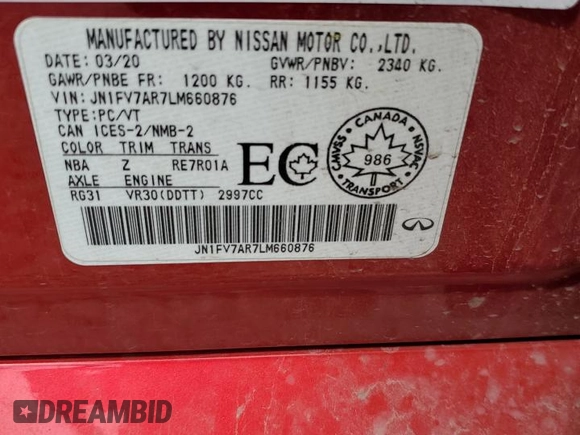 MANUFACTURED BY NISSAN MOTOR CO.,LTD.
DATE: 03/20 GVWR/PNBV: 2340 KG.
GAWR/PNBE FR: 1200 KG. RR: 1155 KG.
VIN: JN1FV7AR7LM660876
TYPE:PC/VT
CAN ICES-2/NMB-2
COLOR TRIM TRANS
NBA Z RE7R01A
AXLE ENGINE
RG31 VR30(DDTT) 2997CC
EC
CANADA
CMVSS 986 NSVAC
TRANSPORT
JN1FV7AR7LM660876
DREAMBID